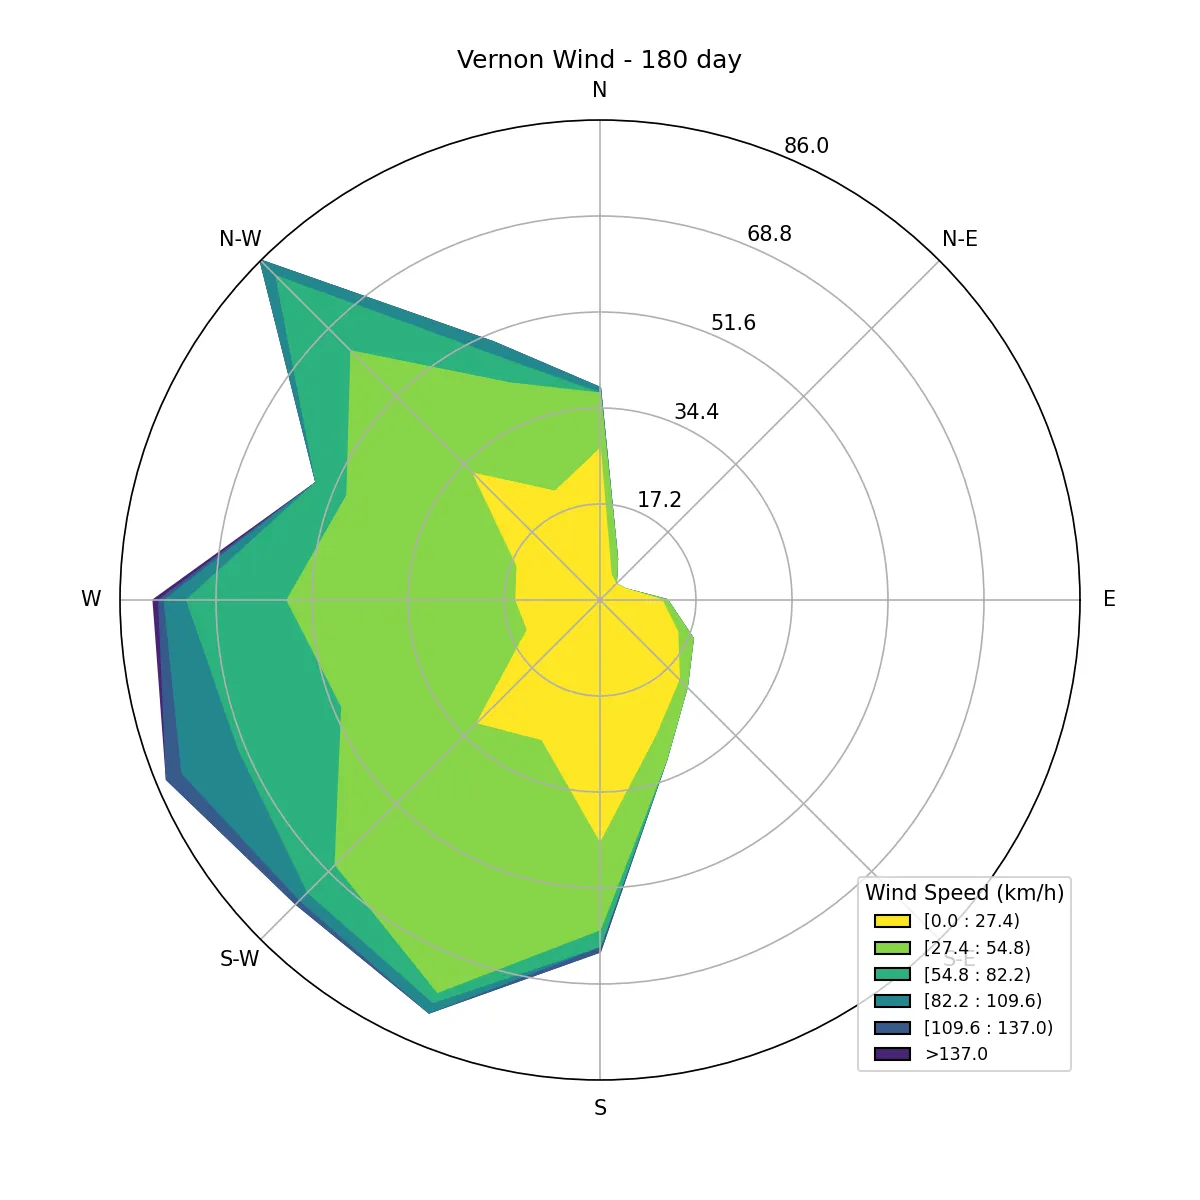 Vernon Wind - 180 day
N
86.0
68.8
N-W
N-E
51.6
34.4
17.2
W
E
S-W
S-E
Wind Speed (km/h)
[0.0 : 27.4)
[27.4 : 54.8)
[54.8 : 82.2)
[82.2 : 109.6)
[109.6 : 137.0)
>137.0
S